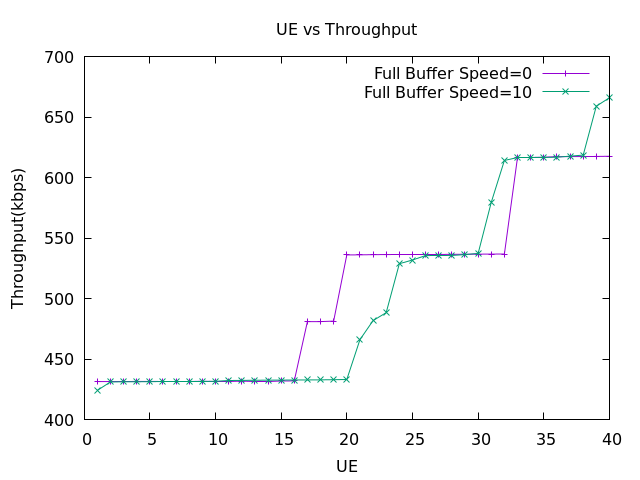 UE vs Throughput
700
650
600
550
500
450
400
Throughput(kbps)
Full Buffer Speed=0
Full Buffer Speed=10
0 5 10 15 20 25 30 35 40
UE